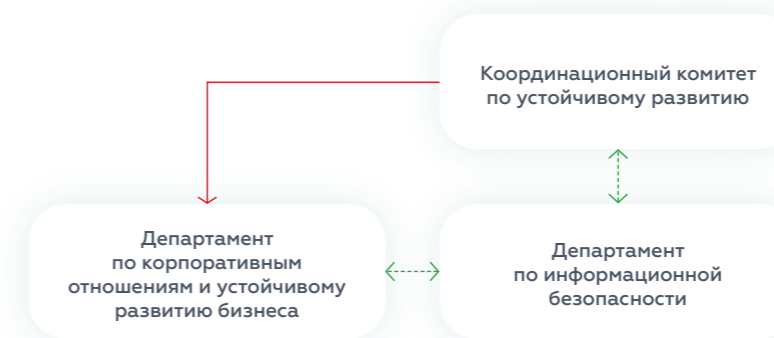 Координационный комитет
по устойчивому развитию
Департамент
по корпоративным
отношениям и устойчивому
развитию бизнеса
Департамент
по информационной
безопасности